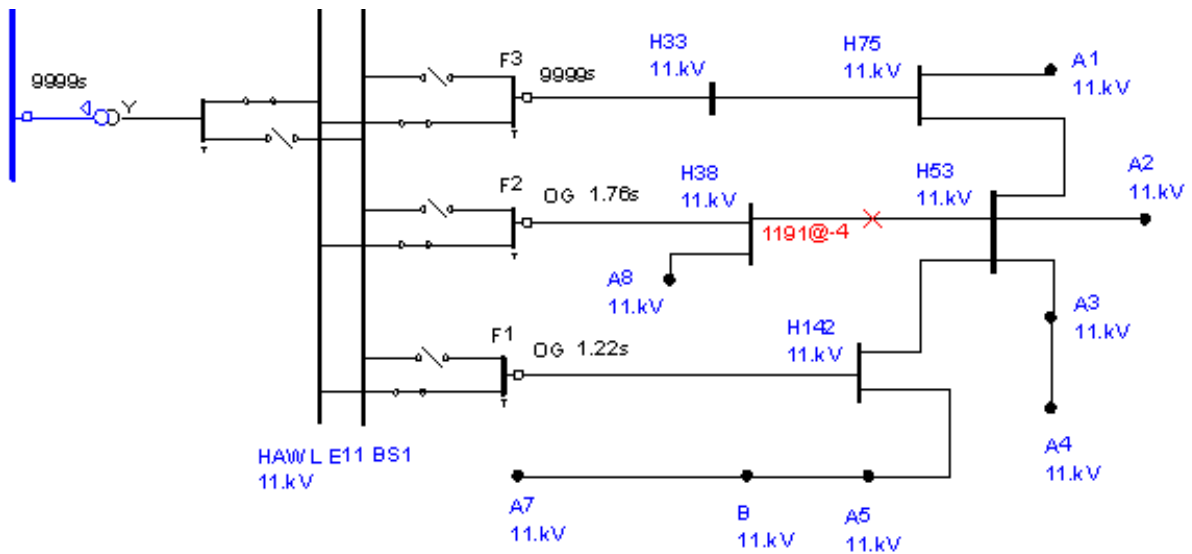 9999s
Y
T
HAWLE11 BS1
11.kV
F3
9999s
T
H33
11.kV
H75
11.kV
A1
11.kV
F2
OG 1.76s
T
H38
11.kV
1191@-4
H53
11.kV
A2
11.kV
A8
11.kV
A3
11.kV
A4
11.kV
F1
OG 1.22s
T
H142
11.kV
A7
11.kV
B
11.kV
A5
11.kV